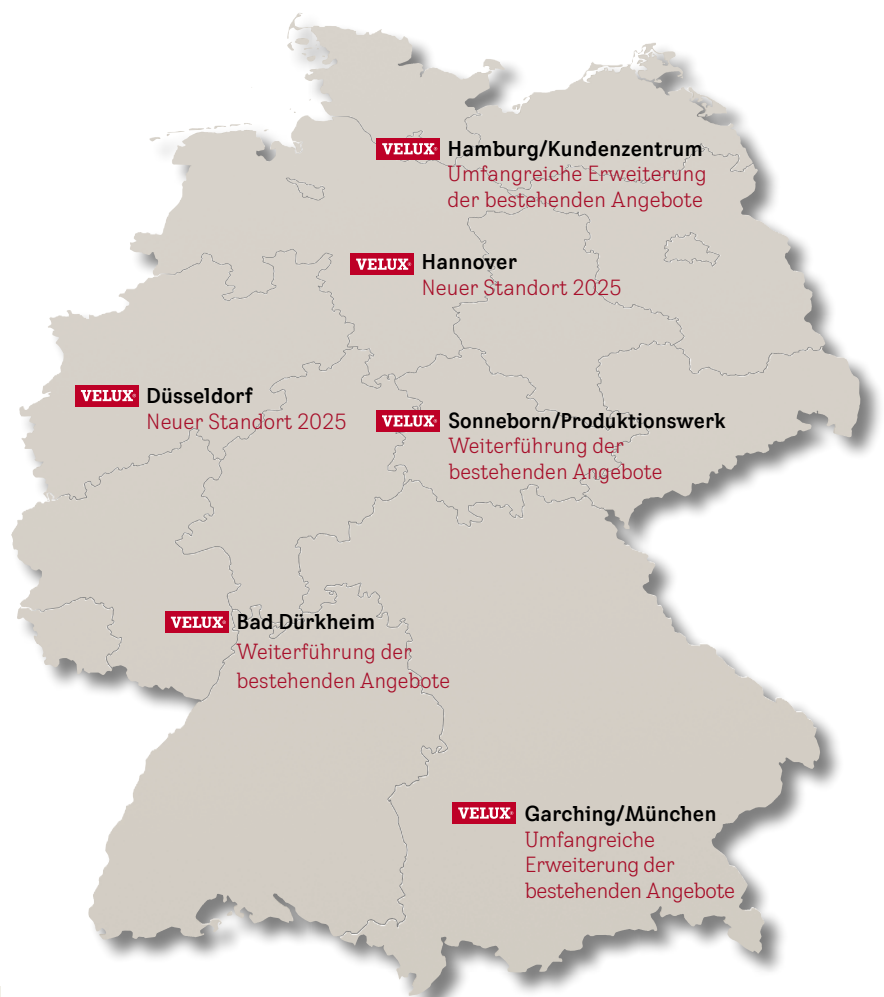 VELUX® Hamburg/Kundenzentrum
Umfangreiche Erweiterung
der bestehenden Angebote
VELUX® Hannover
Neuer Standort 2025
VELUX® Düsseldorf
Neuer Standort 2025
VELUX® Sonneborn/Produktionswerk
Weiterführung der
bestehenden Angebote
VELUX® Bad Dürkheim
Weiterführung der
bestehenden Angebote
VELUX® Garching/München
Umfangreiche
Erweiterung der
bestehenden Angebote